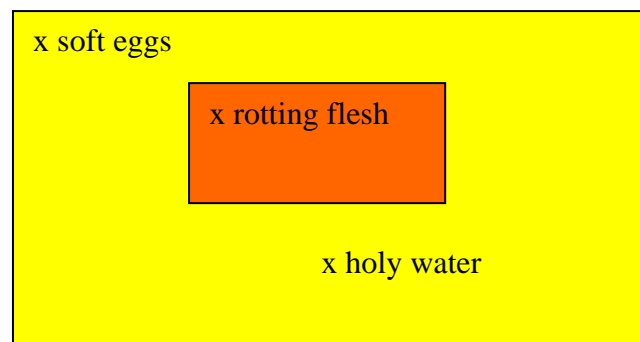 x soft eggs
x rotting flesh
x holy water